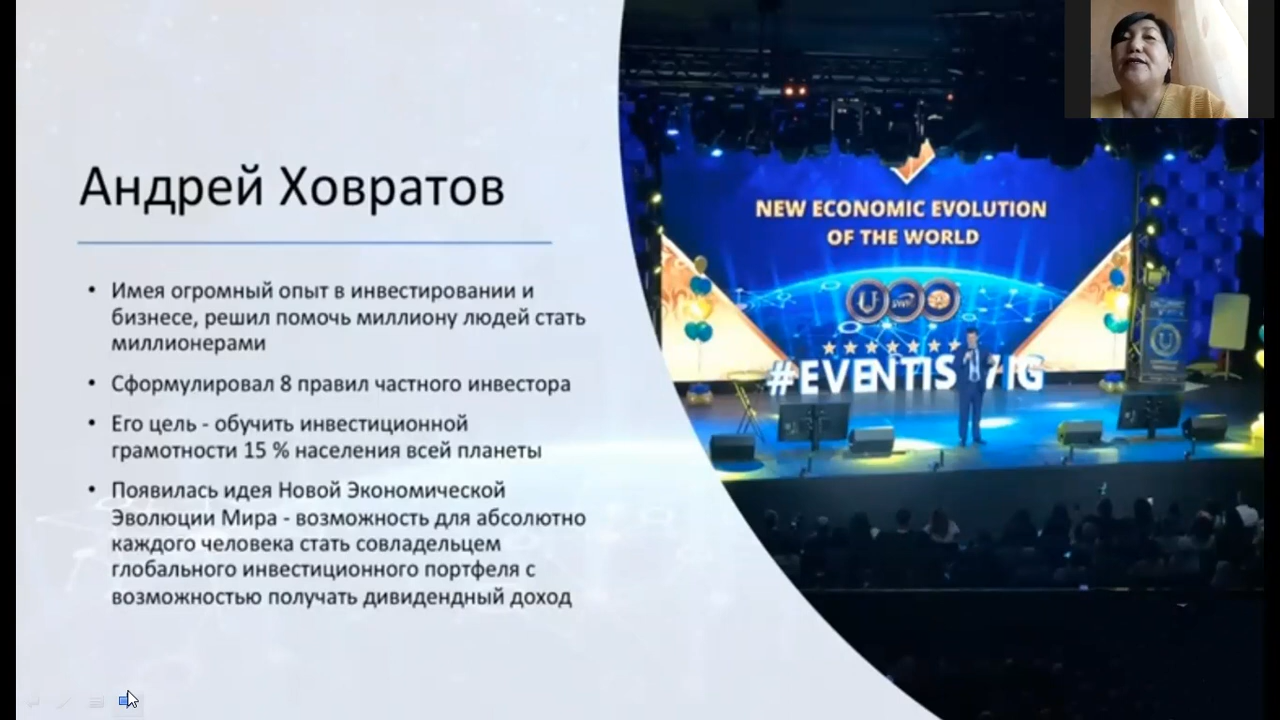 Андрей Ховратов
• Имея огромный опыт в инвестировании и
бизнесе, решил помочь миллиону людей стать
миллионерами
• Сформулировал 8 правил частного инвестора
• Его цель - обучить инвестиционной
грамотности 15 % населения всей планеты
• Появилась идея Новой Экономической
Эволюции Мира - возможность для абсолютно
каждого человека стать совладельцем
глобального инвестиционного портфеля с
возможностью получать дивидендный доход
NEW ECONOMIC EVOLUTION
OF THE WORLD